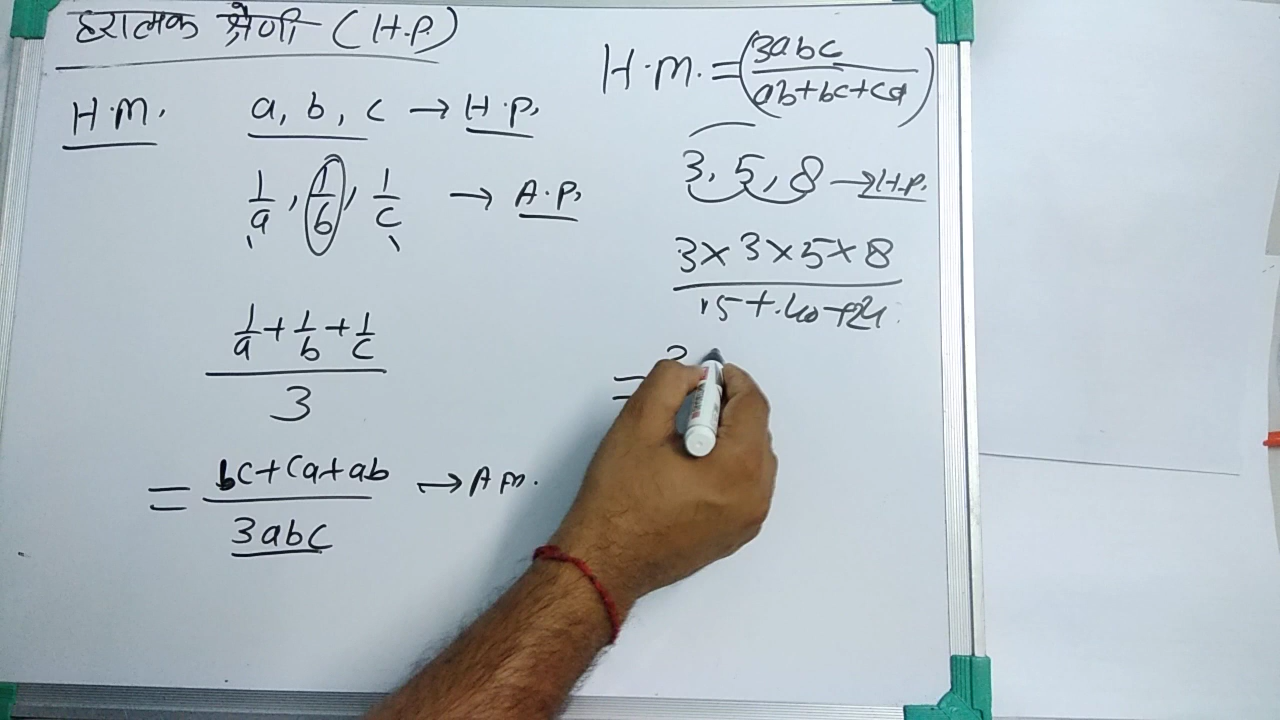 हरात्मक श्रेणी (H.P.)
H.M. a, b, c → H.P.
1/a, 1/b, 1/c → A.P.
1/a + 1/b + 1/c
3
= bc+ca+ab → A m.
3abc
H.M. = (3abc
ab+bc+ca)
3, 5, 8 → H.P.
3×3×5×8
15+40+24
=